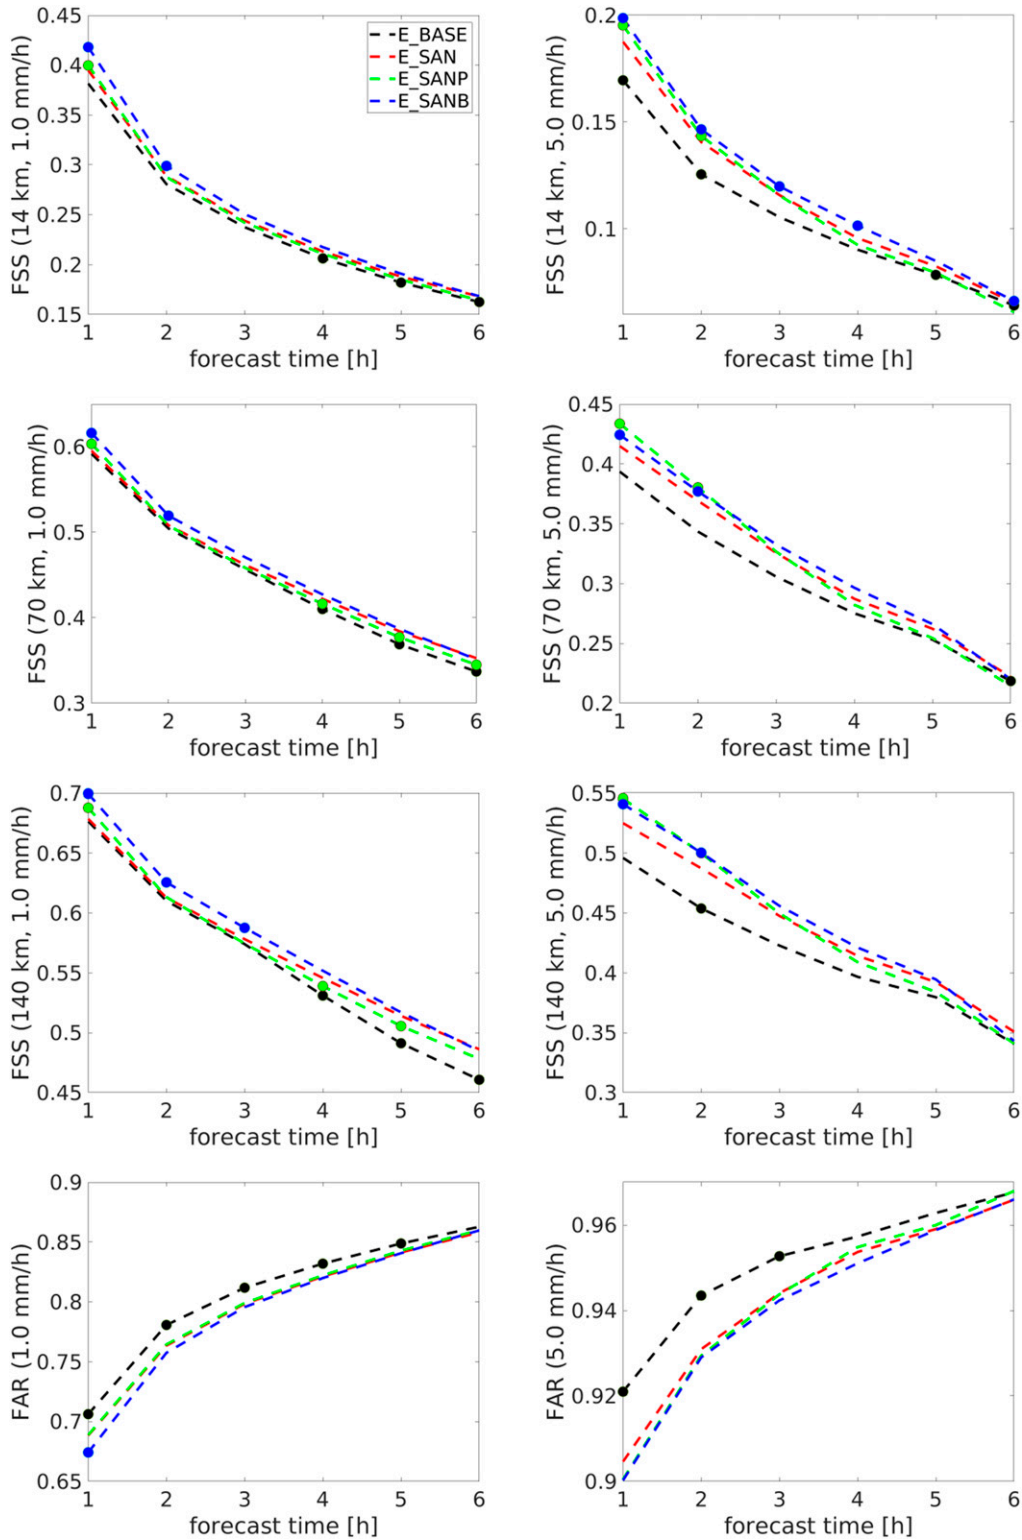 FSS (14 km, 1.0 mm/h)
0.45
0.4
0.35
0.3
0.25
0.2
0.15
E_BASE
E_SAN
E_SANP
E_SANB
1 2 3 4 5 6
forecast time [h]
FSS (14 km, 5.0 mm/h)
0.2
0.15
0.1
1 2 3 4 5 6
forecast time [h]
FSS (70 km, 1.0 mm/h)
0.6
0.5
0.4
0.3
1 2 3 4 5 6
forecast time [h]
FSS (70 km, 5.0 mm/h)
0.45
0.4
0.35
0.3
0.25
0.2
1 2 3 4 5 6
forecast time [h]
FSS (140 km, 1.0 mm/h)
0.7
0.65
0.6
0.55
0.5
0.45
1 2 3 4 5 6
forecast time [h]
FSS (140 km, 5.0 mm/h)
0.55
0.5
0.45
0.4
0.35
0.3
1 2 3 4 5 6
forecast time [h]
FAR (1.0 mm/h)
0.9
0.85
0.8
0.75
0.7
0.65
1 2 3 4 5 6
forecast time [h]
FAR (5.0 mm/h)
0.96
0.94
0.92
0.9
1 2 3 4 5 6
forecast time [h]